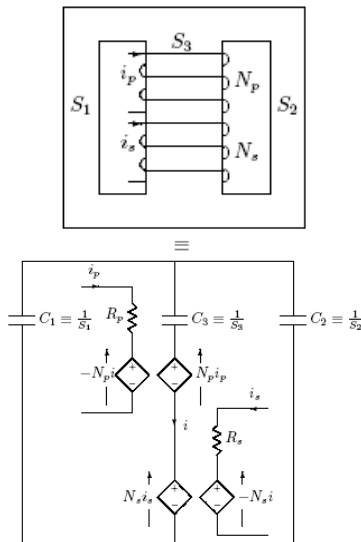 S₃
iₚ Nₚ
S₁ S₂
iₛ Nₛ
≡
iₚ
C₁ ≡ 1/S₁ Rₚ C₃ ≡ 1/S₃ C₂ ≡ 1/S₂
−Nₚi + − + − Nₚiₚ
i iₛ
Rₛ
Nₛiₛ + − + − −Nₛi